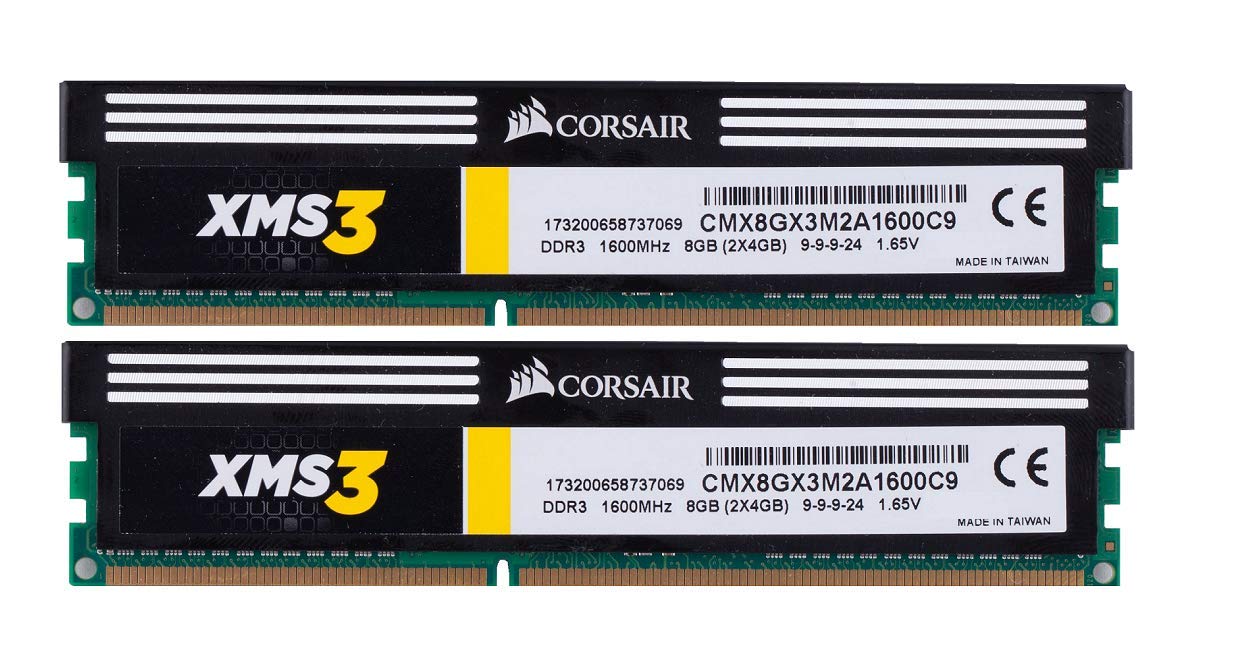 CORSAIR
XMS3
173200658737069 CMX8GX3M2A1600C9
DDR3 1600MHz 8GB (2X4GB) 9-9-9-24 1.65V
CE
MADE IN TAIWAN
CORSAIR
XMS3
173200658737069 CMX8GX3M2A1600C9
DDR3 1600MHz 8GB (2X4GB) 9-9-9-24 1.65V
CE
MADE IN TAIWAN